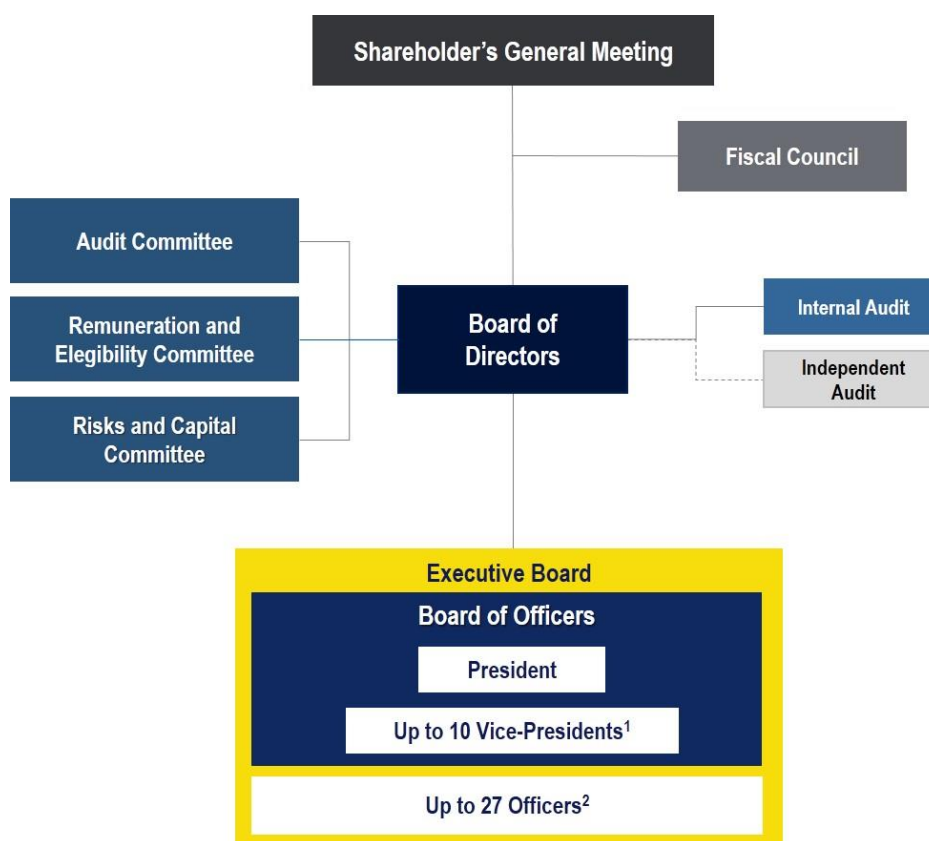 Shareholder’s General Meeting
Fiscal Council
Audit Committee
Remuneration and
Elegibility Committee
Risks and Capital
Committee
Board of
Directors
Internal Audit
Independent
Audit
Executive Board
Board of Officers
President
Up to 10 Vice-Presidents¹
Up to 27 Officers²